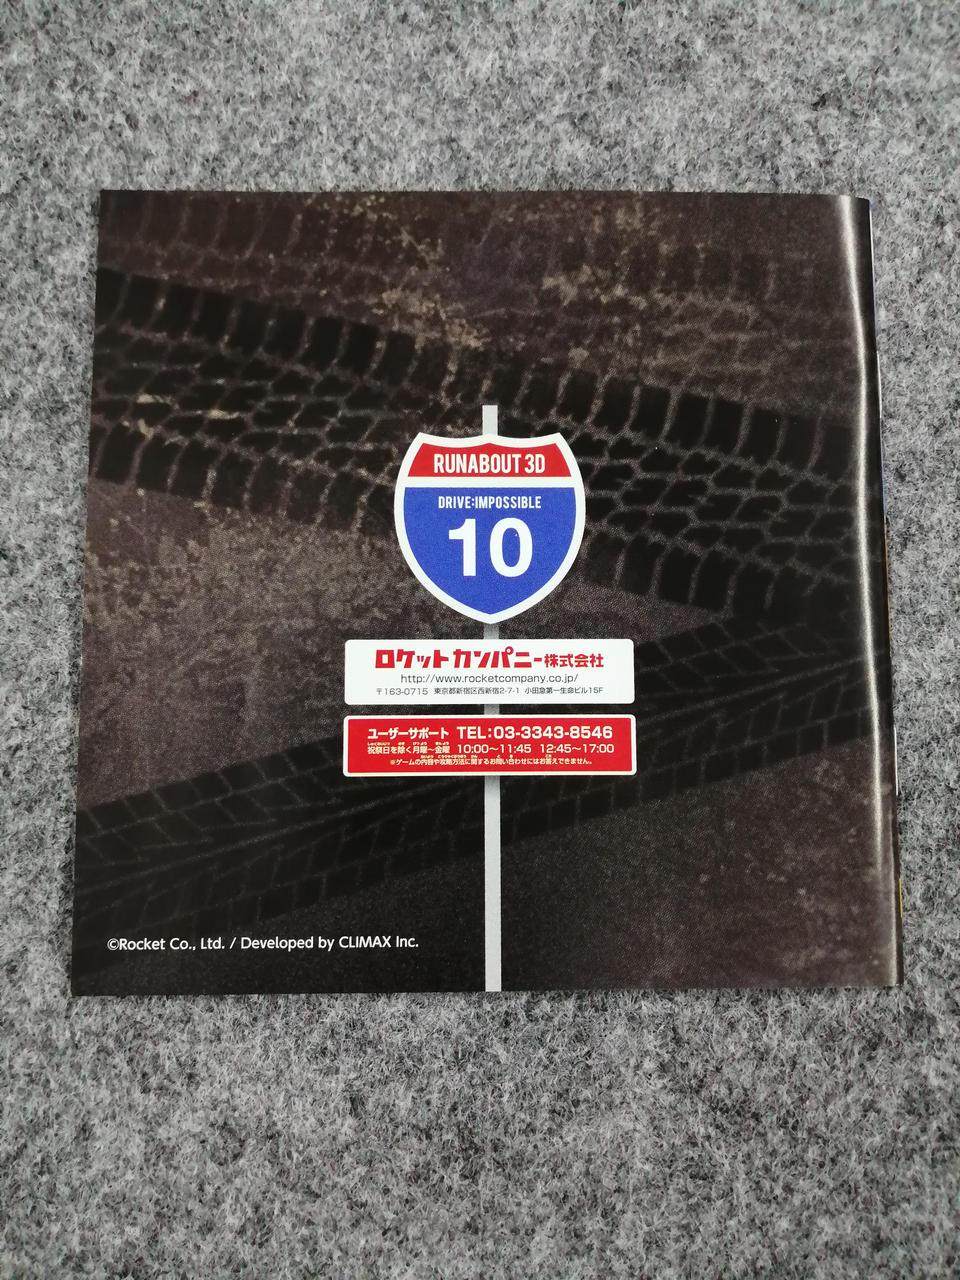 RUNABOUT 3D
DRIVE:IMPOSSIBLE
10
ロケットカンパニー株式会社
http://www.rocketcompany.co.jp/
〒163-0715 東京都新宿区西新宿2-7-1 小田急第一生命ビル15F
ユーザーサポート TEL:03-3343-8546
祝祭日を除く月曜~金曜 10:00~11:45 12:45~17:00
※ゲームの内容や攻略方法に関するお問い合わせにはお答えできません。
©Rocket Co., Ltd. / Developed by CLIMAX Inc.